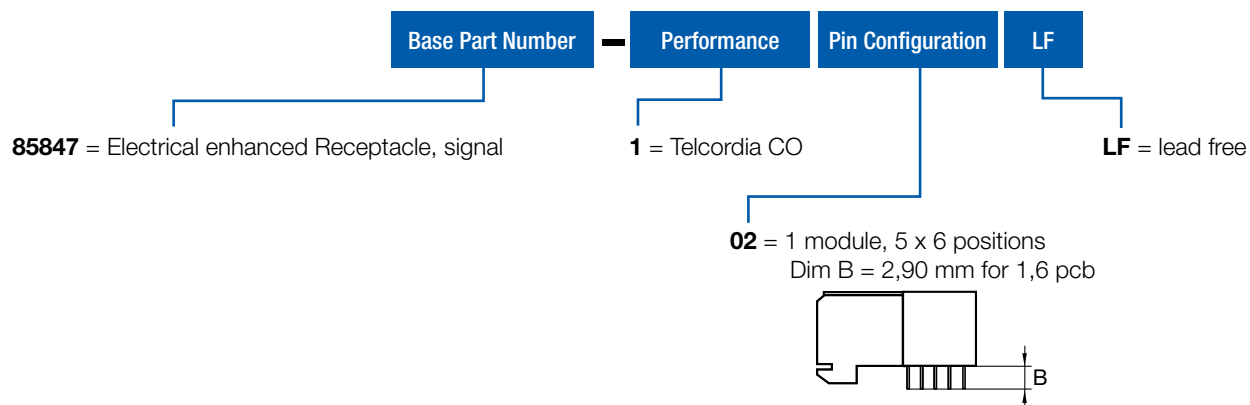 Base Part Number - Performance Pin Configuration LF
85847 = Electrical enhanced Receptacle, signal
1 = Telcordia CO
LF = lead free
02 = 1 module, 5 x 6 positions
Dim B = 2,90 mm for 1,6 pcb
B